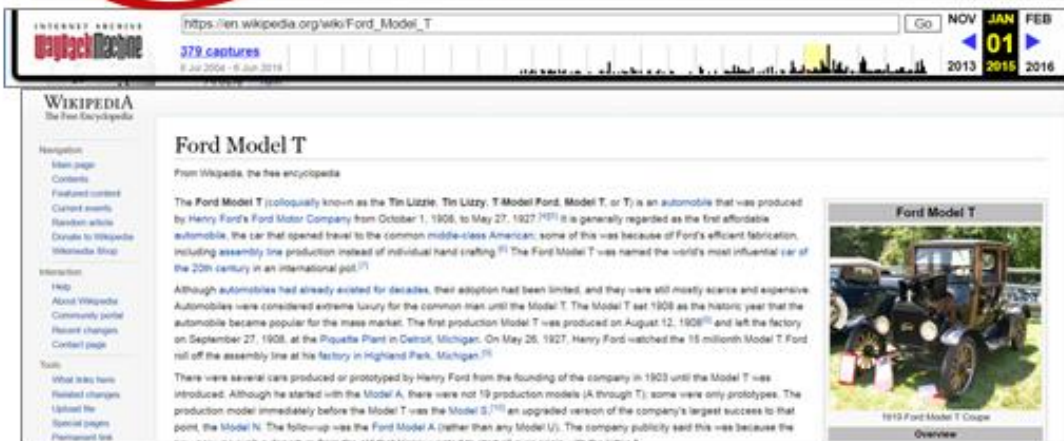 INTERNET ARCHIVE
WayBackMachine
https://en.wikipedia.org/wiki/Ford_Model_T
Go
NOV JAN FEB
379 captures
01
6 Jul 2004 - 6 Jun 2019
2013 2015 2016
WIKIPEDIA
The Free Encyclopedia
Navigation
Main page
Contents
Featured content
Current events
Random article
Donate to Wikipedia
Wikimedia Shop
Interaction
Help
About Wikipedia
Community portal
Recent changes
Contact page
Tools
What links here
Related changes
Upload file
Special pages
Permanent link
Ford Model T
From Wikipedia, the free encyclopedia
The Ford Model T (colloquially known as the Tin Lizzie, Tin Lizzy, T-Model Ford, Model T, or T) is an automobile that was produced
by Henry Ford's Ford Motor Company from October 1, 1908, to May 27, 1927.[4][5] It is generally regarded as the first affordable
automobile, the car that opened travel to the common middle-class American; some of this was because of Ford's efficient fabrication,
including assembly line production instead of individual hand crafting.[6] The Ford Model T was named the world's most influential car of
the 20th century in an international poll.[7]
Although automobiles had already existed for decades, their adoption had been limited, and they were still mostly scarce and expensive
Automobiles were considered extreme luxury for the common man until the Model T. The Model T set 1908 as the historic year that the
automobile became popular for the mass market. The first production Model T was produced on August 12, 1908 and left the factory
on September 27, 1908, at the Piquette Plant in Detroit, Michigan. On May 26, 1927, Henry Ford watched the 15 millionth Model T Ford
roll off the assembly line at his factory in Highland Park, Michigan.
There were several cars produced or prototyped by Henry Ford from the founding of the company in 1903 until the Model T was
introduced. Although he started with the Model A, there were not 19 production models (A through T); some were only prototypes. The
production model immediately before the Model T was the Model S,[10] an upgraded version of the company's largest success to that
point, the Model N. The follow-up was the Ford Model A (rather than any Model U). The company publicity said this was because the
Ford Model T
1919 Ford Model T Coupe
Overview